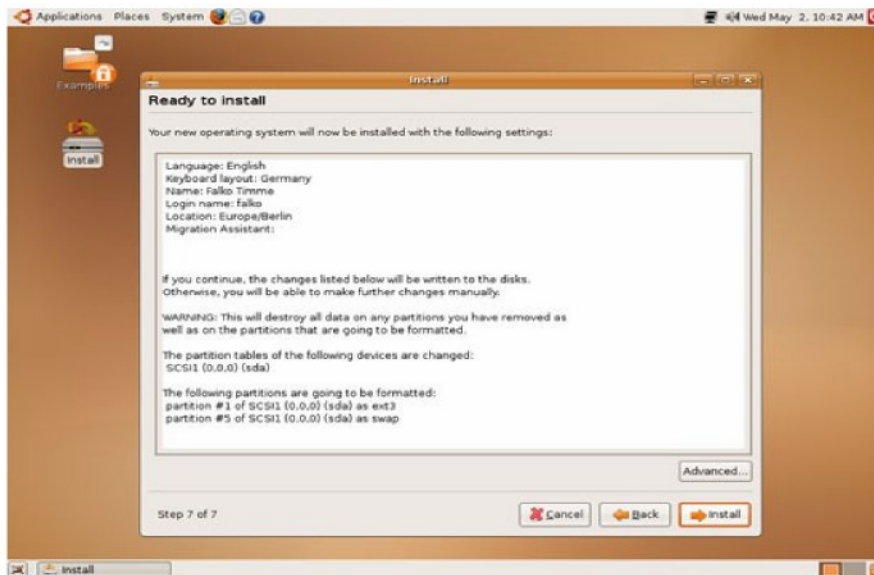 Applications Places System
Wed May 2, 10:42 AM
Examples
Install
Install
Ready to install
Your new operating system will now be installed with the following settings:
Language: English
Keyboard layout: Germany
Name: Falko Timme
Login name: falko
Location: Europe/Berlin
Migration Assistant:
If you continue, the changes listed below will be written to the disks.
Otherwise, you will be able to make further changes manually.
WARNING: This will destroy all data on any partitions you have removed as
well as on the partitions that are going to be formatted.
The partition tables of the following devices are changed:
SCSI1 (0,0,0) (sda)
The following partitions are going to be formatted:
partition #1 of SCSI1 (0,0,0) (sda) as ext3
partition #5 of SCSI1 (0,0,0) (sda) as swap
Advanced...
Step 7 of 7
Cancel
Back
Install
Install